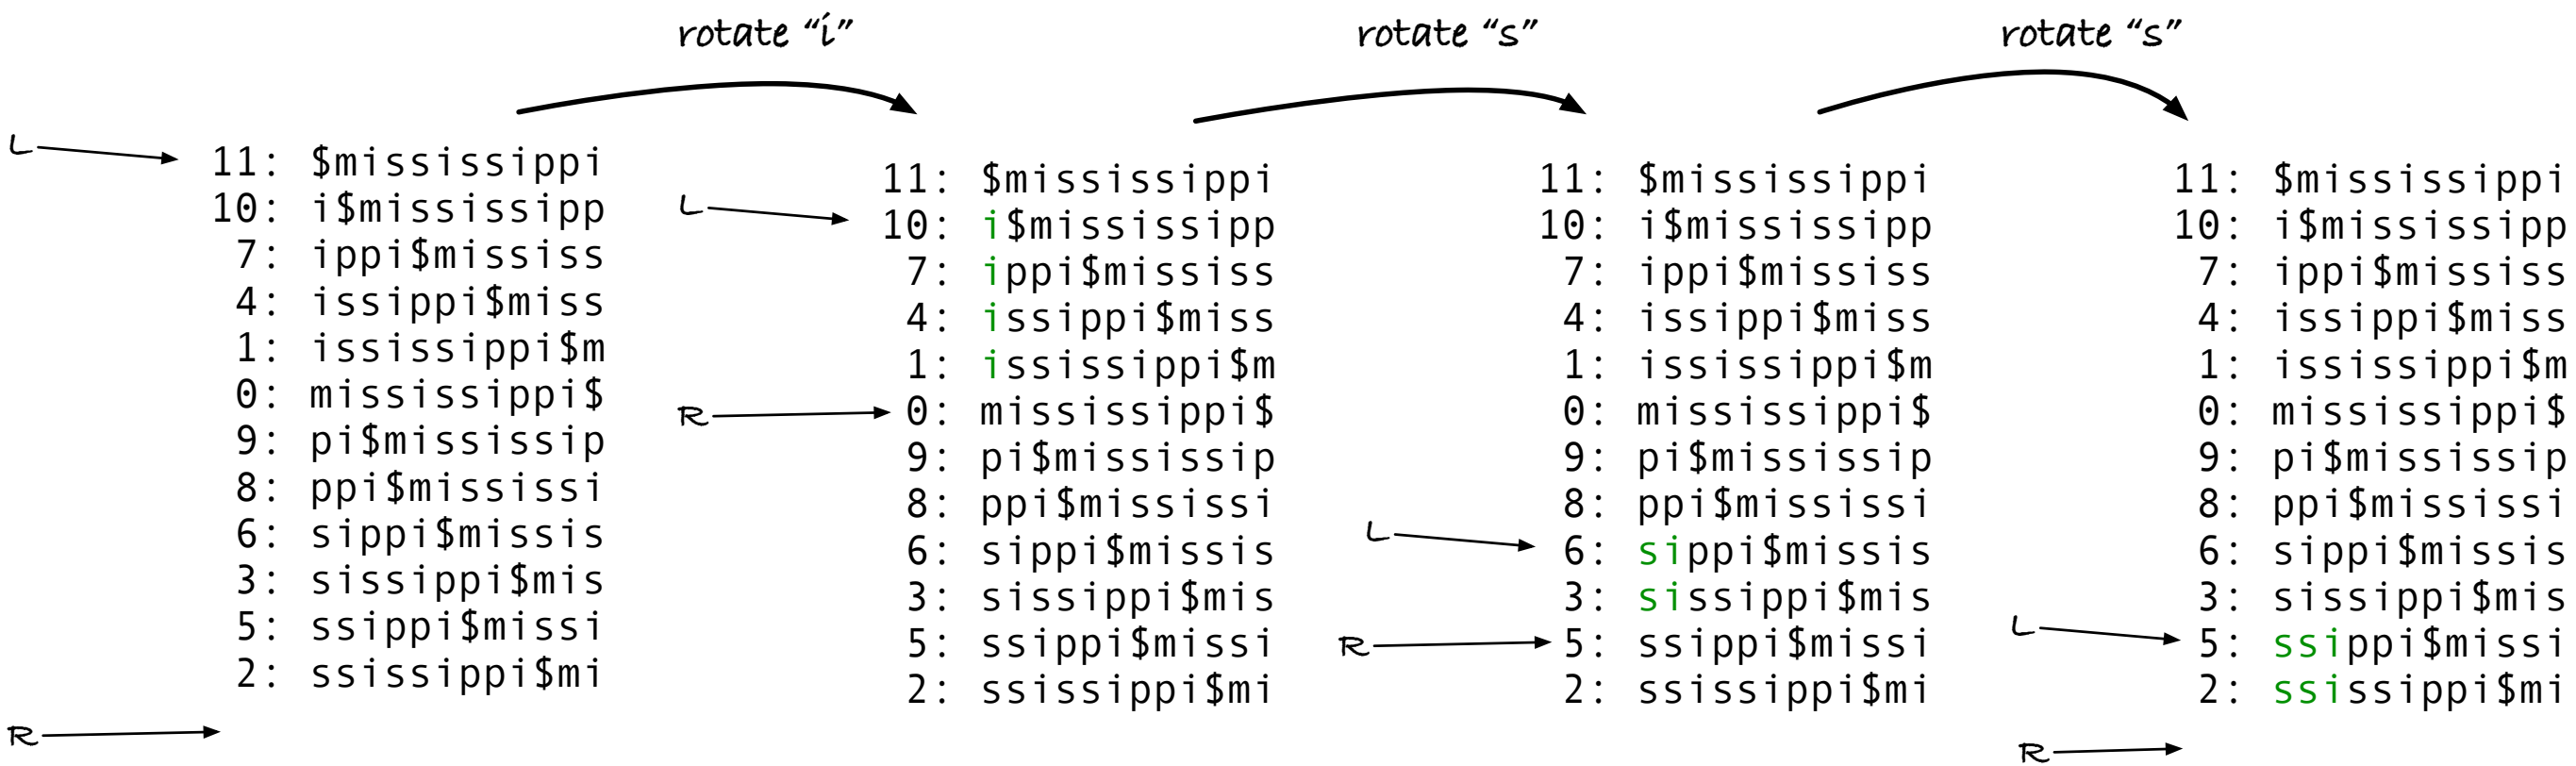 rotate “i”
rotate “s”
rotate “s”
L
11: $mississippi
10: i$mississipp
7: ippi$mississ
4: issippi$miss
1: ississippi$m
0: mississippi$
9: pi$mississip
8: ppi$mississi
6: sippi$missis
3: sissippi$mis
5: ssippi$missi
2: ssissippi$mi
R
11: $mississippi
L
10: i$mississipp
7: ippi$mississ
4: issippi$miss
1: ississippi$m
R
0: mississippi$
9: pi$mississip
8: ppi$mississi
6: sippi$missis
3: sissippi$mis
5: ssippi$missi
2: ssissippi$mi
11: $mississippi
10: i$mississipp
7: ippi$mississ
4: issippi$miss
1: ississippi$m
0: mississippi$
9: pi$mississip
8: ppi$mississi
L
6: sippi$missis
3: sissippi$mis
R
5: ssippi$missi
2: ssissippi$mi
11: $mississippi
10: i$mississipp
7: ippi$mississ
4: issippi$miss
1: ississippi$m
0: mississippi$
9: pi$mississip
8: ppi$mississi
6: sippi$missis
3: sissippi$mis
L
5: ssippi$missi
2: ssissippi$mi
R